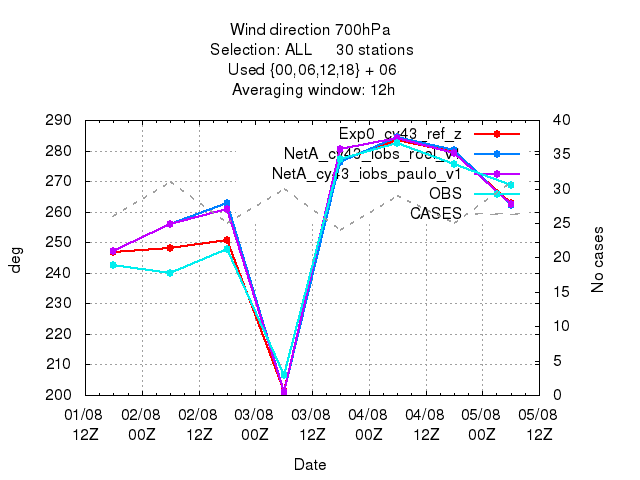 Wind direction 700hPa
Selection: ALL 30 stations
Used {00,06,12,18} + 06
Averaging window: 12h
290 40
Exp0_cy43_ref_z
280 35
NetA_cy43_iobs_roel_v1
NetA_cy43_iobs_paulo_v1
270 30
OBS
260 CASES
25
250
deg
240 20
No cases
230 15
220 10
210 5
200 0
01/08 02/08 02/08 03/08 03/08 04/08 04/08 05/08 05/08
12Z 00Z 12Z 00Z 12Z 00Z 12Z 00Z 12Z
Date